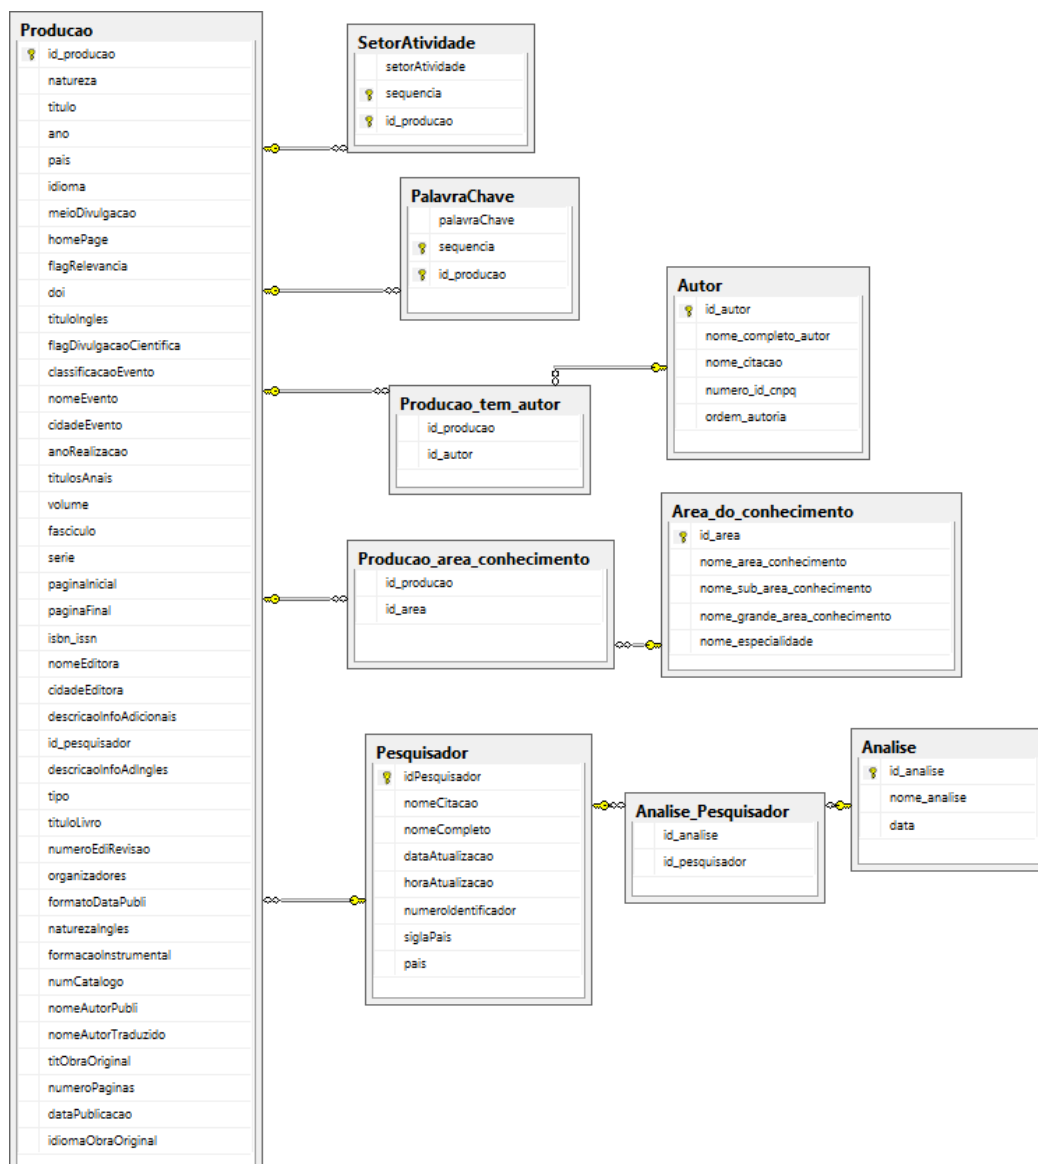 Producao
id_producao
natureza
titulo
ano
pais
idioma
meioDivulgacao
homePage
flagRelevancia
doi
tituloIngles
flagDivulgacaoCientifica
classificacaoEvento
nomeEvento
cidadeEvento
anoRealizacao
titulosAnais
volume
fasciculo
serie
paginaInicial
paginaFinal
isbn_issn
nomeEditora
cidadeEditora
descricaoInfoAdicionais
id_pesquisador
descricaoInfoAdIngles
tipo
tituloLivro
numeroEdiRevisao
organizadores
formatoDataPubli
naturezaIngles
formacaoInstrumental
numCatalogo
nomeAutorPubli
nomeAutorTraduzido
titObraOriginal
numeroPaginas
dataPublicacao
idiomaObraOriginal
SetorAtividade
setorAtividade
sequencia
id_producao
PalavraChave
palavraChave
sequencia
id_producao
Autor
id_autor
nome_completo_autor
nome_citacao
numero_id_cnpq
ordem_autoria
Producao_tem_autor
id_producao
id_autor
Area_do_conhecimento
id_area
nome_area_conhecimento
nome_sub_area_conhecimento
nome_grande_area_conhecimento
nome_especialidade
Producao_area_conhecimento
id_producao
id_area
Pesquisador
idPesquisador
nomeCitacao
nomeCompleto
dataAtualizacao
horaAtualizacao
numeroIdentificador
siglaPais
pais
Analise_Pesquisador
id_analise
id_pesquisador
Analise
id_analise
nome_analise
data